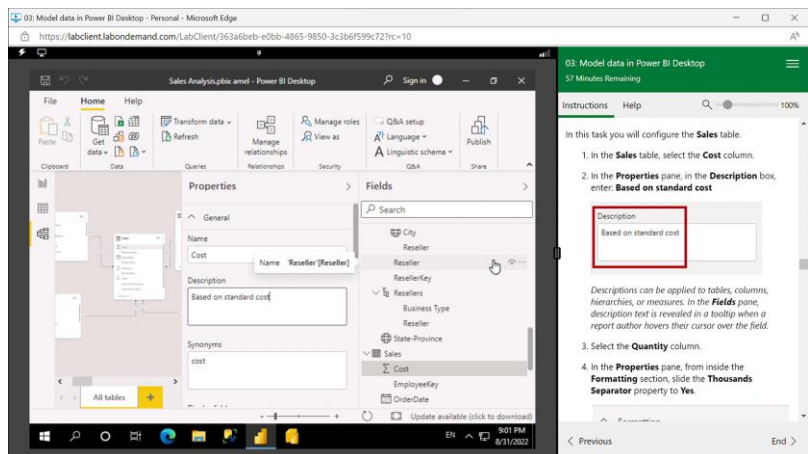 03: Model data in Power BI Desktop - Personal - Microsoft Edge
https://labclient.labondemand.com/LabClient/363a6beb-e0bb-4865-9850-3c3b6f599c72?rc=10
Sales Analysis.pbix amel - Power BI Desktop
Sign in
File Home Help
Paste
Get data
Transform data
Refresh
Manage relationships
Manage roles
View as
Q&A setup
Language
Linguistic schema
Publish
Clipboard Data Queries Relationships Security Q&A Share
Properties
General
Name
Cost
Name 'Reseller'[Reseller]
Description
Based on standard cost
Synonyms
cost
Fields
Search
City
Reseller
Reseller
ResellerKey
Resellers
Business Type
Reseller
State-Province
Sales
Cost
EmployeeKey
OrderDate
All tables
Update available (click to download)
EN
9:01 PM
8/31/2022
03: Model data in Power BI Desktop
57 Minutes Remaining
Instructions Help 100%
In this task you will configure the Sales table.
1. In the Sales table, select the Cost column.
2. In the Properties pane, in the Description box,
enter: Based on standard cost
Description
Based on standard cost
Descriptions can be applied to tables, columns,
hierarchies, or measures. In the Fields pane,
description text is revealed in a tooltip when a
report author hovers their cursor over the field.
3. Select the Quantity column.
4. In the Properties pane, from inside the
Formatting section, slide the Thousands
Separator property to Yes.
Previous End